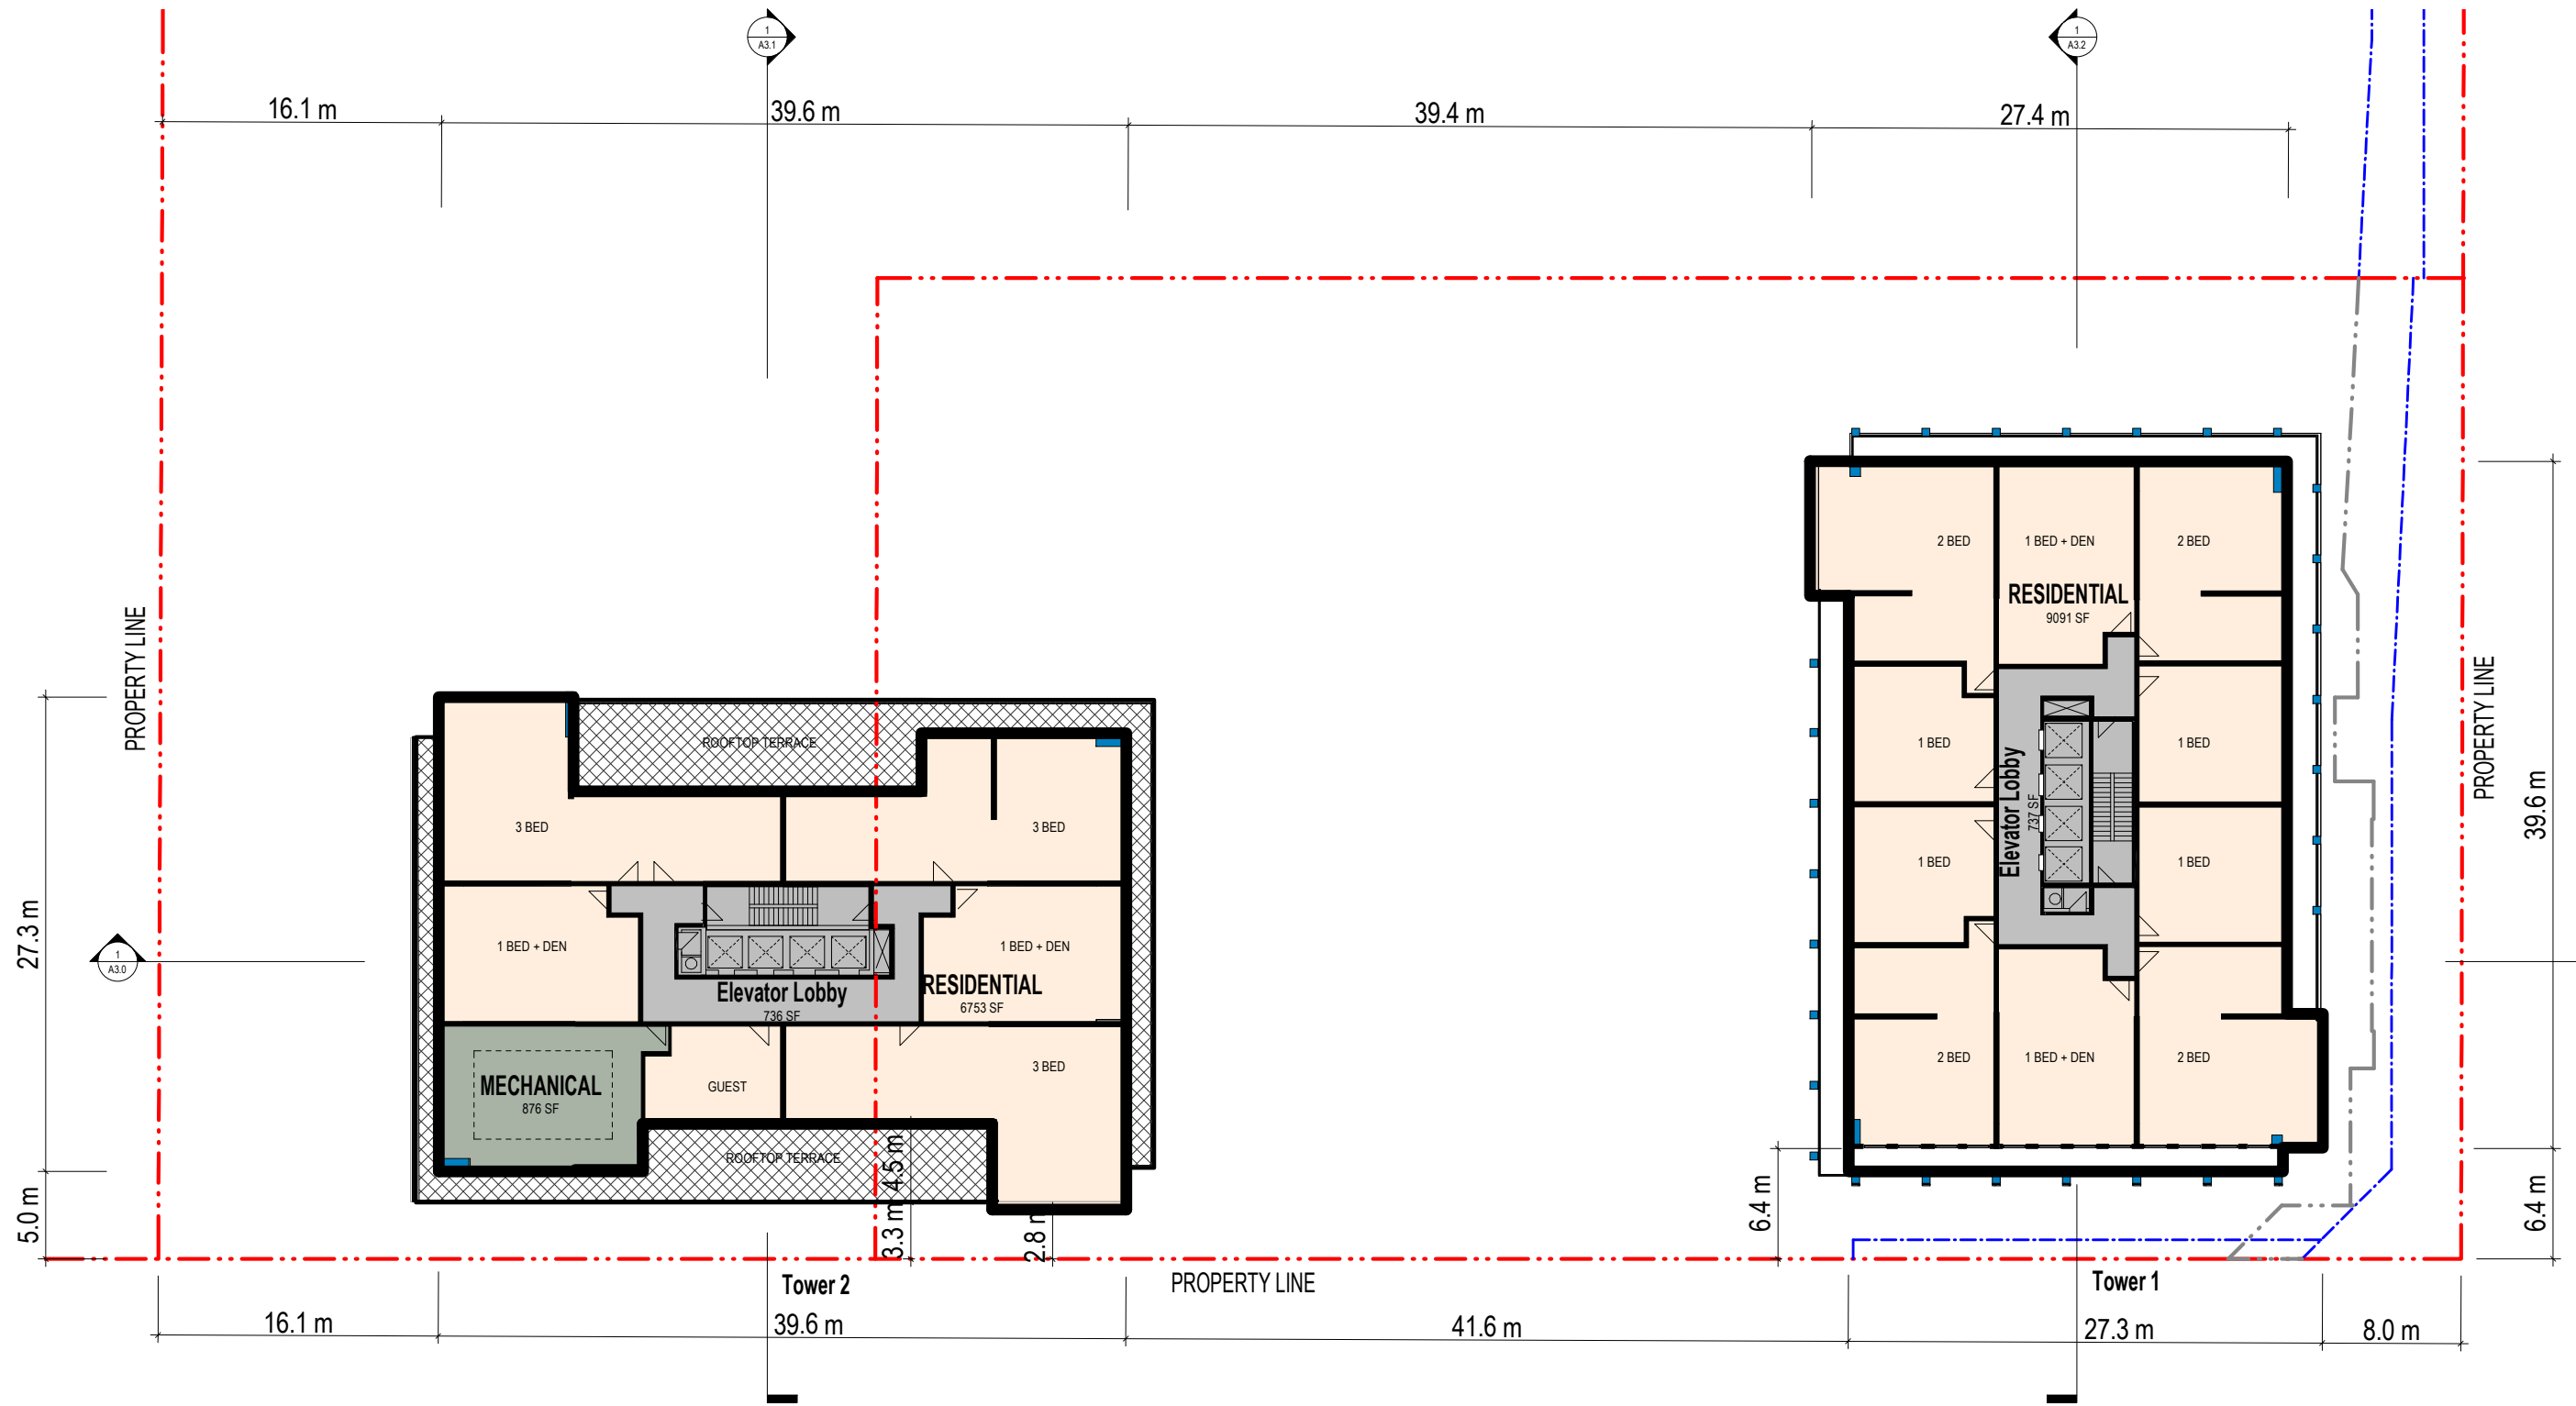 1
A3.1
1
A3.2
16.1 m
39.6 m
39.4 m
27.4 m
PROPERTY LINE
PROPERTY LINE
2 BED
1 BED + DEN
2 BED
RESIDENTIAL
9091 SF
1 BED
1 BED
Elevator Lobby
737 SF
1 BED
1 BED
2 BED
1 BED + DEN
2 BED
39.6 m
6.4 m
6.4 m
ROOFTOP TERRACE
3 BED
3 BED
27.3 m
1
A3.0
1 BED + DEN
1 BED + DEN
RESIDENTIAL
6753 SF
Elevator Lobby
736 SF
3 BED
MECHANICAL
876 SF
GUEST
ROOFTOP TERRACE
4.5 m
3.3 m
5.0 m
Tower 2
PROPERTY LINE
Tower 1
16.1 m
39.6 m
41.6 m
27.3 m
8.0 m